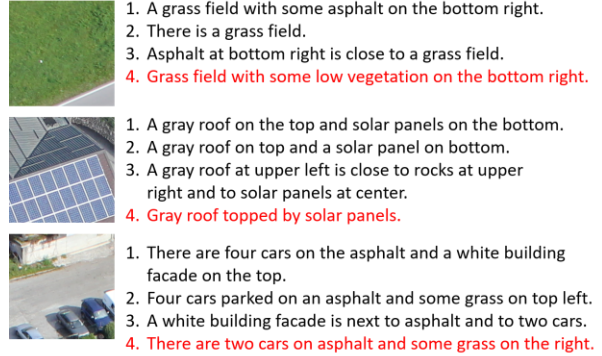 1. A grass field with some asphalt on the bottom right.
2. There is a grass field.
3. Asphalt at bottom right is close to a grass field.
4. Grass field with some low vegetation on the bottom right.
1. A gray roof on the top and solar panels on the bottom.
2. A gray roof on top and a solar panel on bottom.
3. A gray roof at upper left is close to rocks at upper
right and to solar panels at center.
4. Gray roof topped by solar panels.
1. There are four cars on the asphalt and a white building
facade on the top.
2. Four cars parked on an asphalt and some grass on top left.
3. A white building facade is next to asphalt and to two cars.
4. There are two cars on asphalt and some grass on the right.